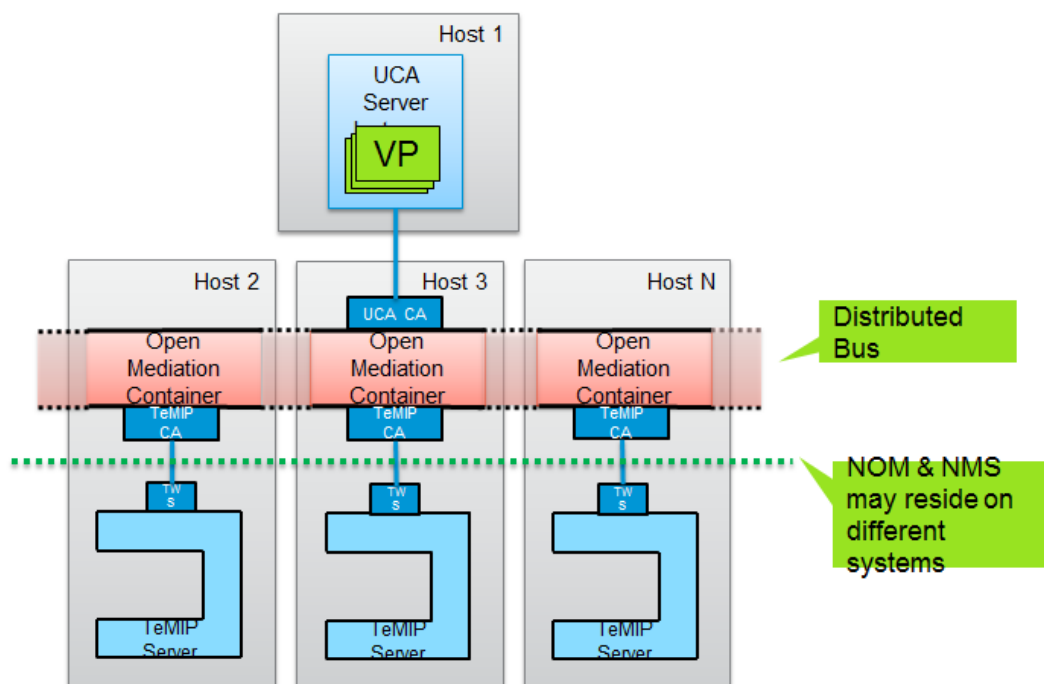 Host 1
UCA
Server
VP
Host 2
Host 3
Host N
UCA CA
Open
Mediation
Container
Open
Mediation
Container
Open
Mediation
Container
Distributed
Bus
TeMIP
CA
TeMIP
CA
TeMIP
CA
NOM & NMS
may reside on
different
systems
TW
S
TW
S
TW
S
TeMIP
Server
TeMIP
Server
TeMIP
Server